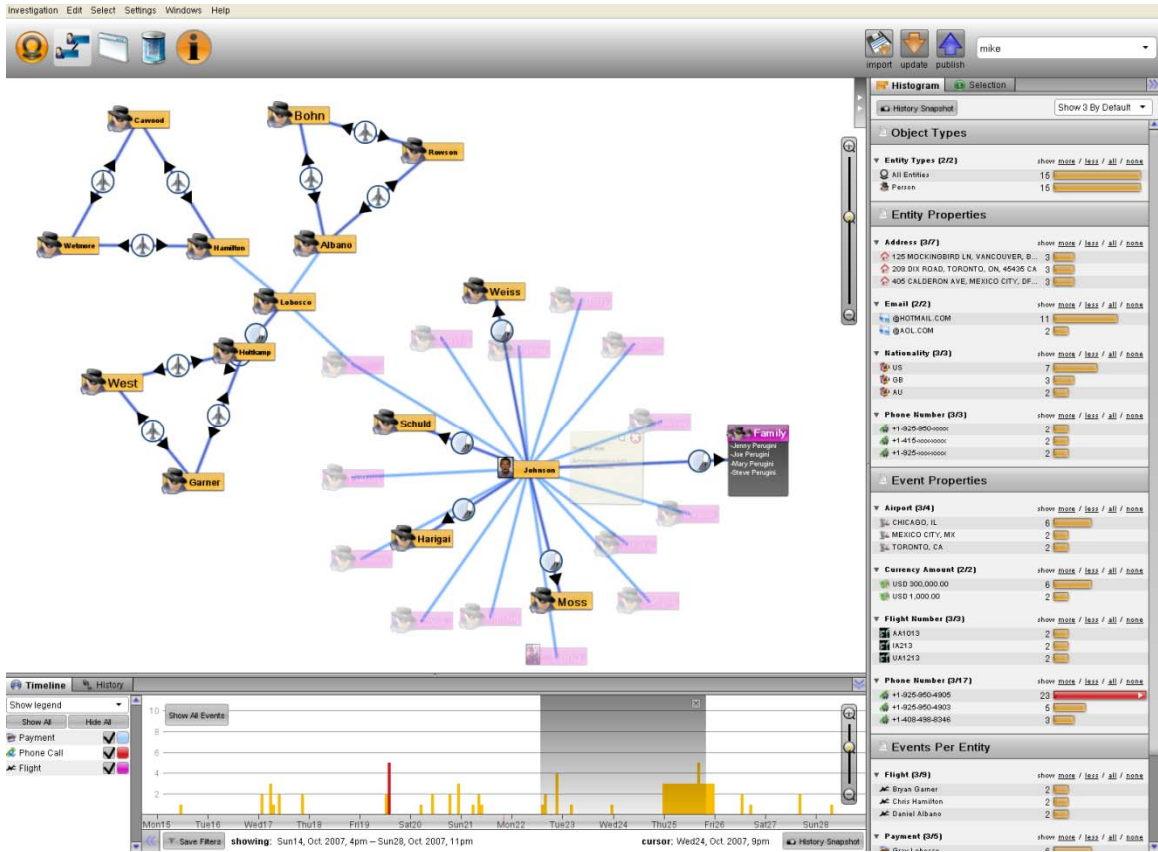 Investigation Edit Select Settings Windows Help
import update publish
mike
Histogram Selection
History Snapshot Show 3 By Default
Object Types
Entity Types (2/2) show more / less / all / none
All Entities 15
Person 15
Entity Properties
Address (3/7) show more / less / all / none
125 MOCKINGBIRD LN, VANCOUVER, B... 3
209 DIX ROAD, TORONTO, ON, 45435 CA 3
405 CALDERON AVE, MEXICO CITY, DF... 3
Email (2/2) show more / less / all / none
@HOTMAIL.COM 11
@AOL.COM 2
Nationality (3/3) show more / less / all / none
US 7
GB 3
AU 2
Phone Number (3/3) show more / less / all / none
+1-925-950-xxxx 2
+1-415-xxxxxxx 2
+1-925-xxxxxxx 2
Event Properties
Airport (3/4) show more / less / all / none
CHICAGO, IL 6
MEXICO CITY, MX 2
TORONTO, CA 2
Currency Amount (2/2) show more / less / all / none
USD 300,000.00 6
USD 1,000.00 2
Flight Number (3/3) show more / less / all / none
AA1013 2
IA213 2
UA1213 2
Phone Number (3/17) show more / less / all / none
+1-925-950-4905 23
+1-925-950-4903 5
+1-408-498-8346 3
Events Per Entity
Flight (3/9) show more / less / all / none
Bryan Garner 2
Chris Hamilton 2
Daniel Albano 2
Payment (3/5) show more / less / all / none
Gray Lobosco 6
Cawood
Bohn
Rawson
Wetmore
Hamilton
Albano
Lobosco
Weiss
Holtkamp
West
Schuld
Family
-Jenny Perugini
-Joe Perugini
-Mary Perugini
-Steve Perugini
Johnson
Garner
Harigai
Moss
Timeline History
Show legend
Show All Hide All
Payment
Phone Call
Flight
Show All Events
10
8
6
4
2
Mon15 Tue16 Wed17 Thu18 Fri19 Sat20 Sun21 Mon22 Tue23 Wed24 Thu25 Fri26 Sat27 Sun28
Save Filters showing: Sun14, Oct. 2007, 4pm – Sun28, Oct. 2007, 11pm cursor: Wed24, Oct. 2007, 9pm History Snapshot